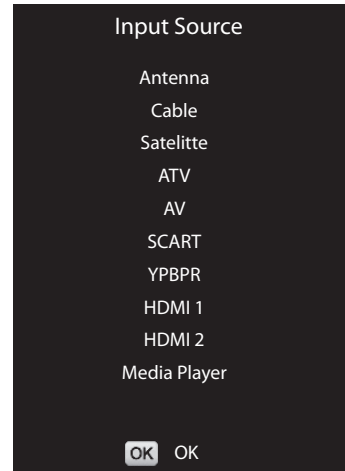 Input Source
Antenna
Cable
Satelitte
ATV
AV
SCART
YPBPR
HDMI 1
HDMI 2
Media Player
OK OK